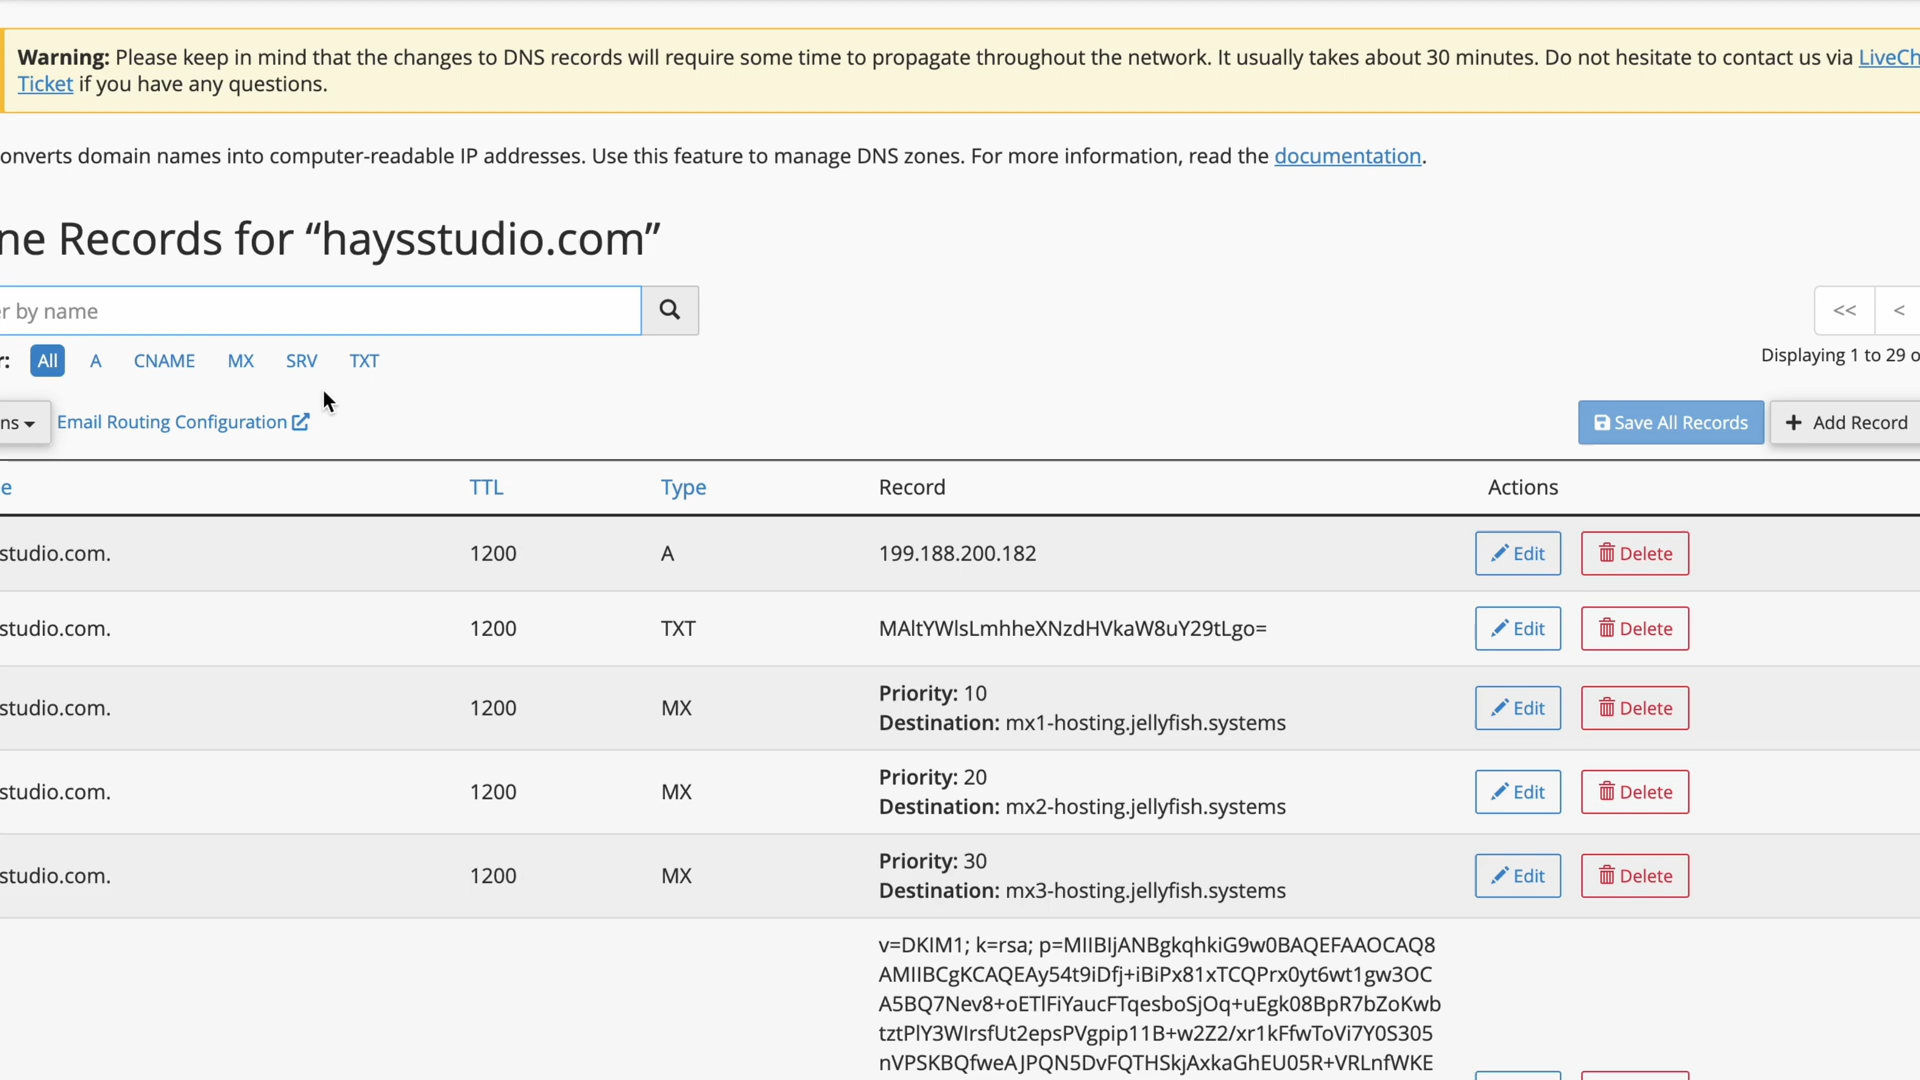 Warning: Please keep in mind that the changes to DNS records will require some time to propagate throughout the network. It usually takes about 30 minutes. Do not hesitate to contact us via LiveCh
Ticket if you have any questions.
onverts domain names into computer-readable IP addresses. Use this feature to manage DNS zones. For more information, read the documentation.
ne Records for “haysstudio.com”
r by name
<< <
r: All A CNAME MX SRV TXT
Displaying 1 to 29 o
ns Email Routing Configuration Save All Records + Add Record
e TTL Type Record Actions
studio.com. 1200 A 199.188.200.182 Edit Delete
studio.com. 1200 TXT MAltYWlsLmhheXNzdHVkaW8uY29tLgo= Edit Delete
studio.com. 1200 MX Priority: 10
Destination: mx1-hosting.jellyfish.systems Edit Delete
studio.com. 1200 MX Priority: 20
Destination: mx2-hosting.jellyfish.systems Edit Delete
studio.com. 1200 MX Priority: 30
Destination: mx3-hosting.jellyfish.systems Edit Delete
v=DKIM1; k=rsa; p=MIIBIjANBgkqhkiG9w0BAQEFAAOCAQ8
AMIIBCgKCAQEAy54t9iDfj+iBiPx81xTCQPrx0yt6wt1gw3OC
A5BQ7Nev8+oETlFiYaucFTqesboSjOq+uEgk08BpR7bZoKwb
tztPlY3WIrsfUt2epsPVgpip11B+w2Z2/xr1kFfwToVi7Y0S305
nVPSKBQfweAJPQN5DvFQTHSkjAxkaGhEU05R+VRLnfWKE